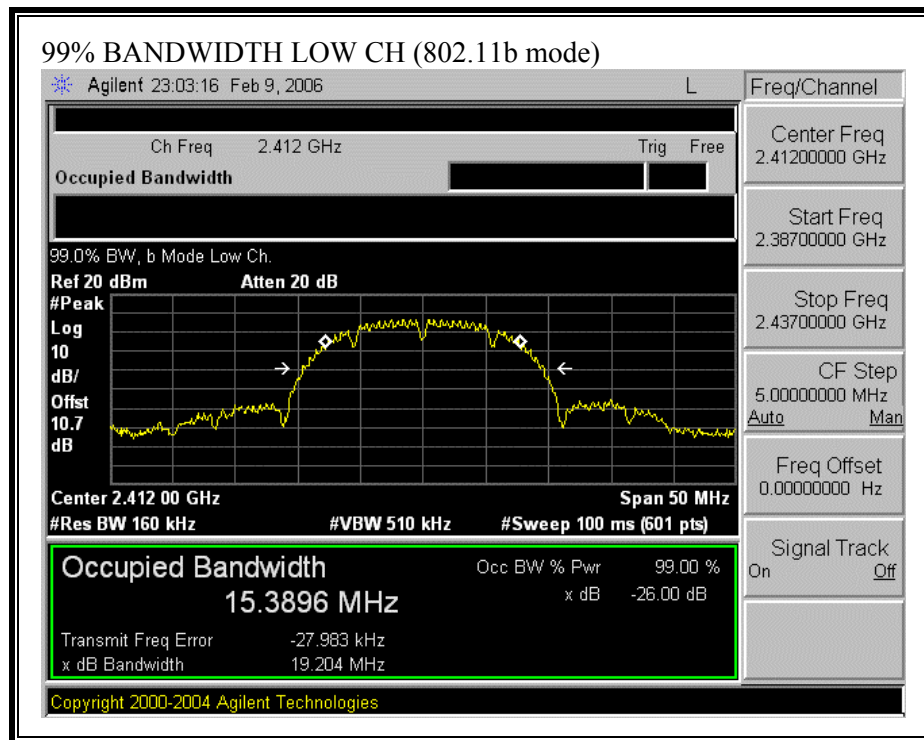 99% BANDWIDTH LOW CH (802.11b mode)
Agilent 23:03:16 Feb 9, 2006 L
Freq/Channel
Ch Freq 2.412 GHz Trig Free
Occupied Bandwidth
Center Freq
2.41200000 GHz
Start Freq
2.38700000 GHz
Stop Freq
2.43700000 GHz
CF Step
5.00000000 MHz
Auto Man
Freq Offset
0.00000000 Hz
Signal Track
On Off
99.0% BW, b Mode Low Ch.
Ref 20 dBm Atten 20 dB
#Peak
Log
10
dB/
Offst
10.7
dB
Center 2.412 00 GHz Span 50 MHz
#Res BW 160 kHz #VBW 510 kHz #Sweep 100 ms (601 pts)
Occupied Bandwidth
15.3896 MHz
Occ BW % Pwr 99.00 %
x dB -26.00 dB
Transmit Freq Error -27.983 kHz
x dB Bandwidth 19.204 MHz
Copyright 2000-2004 Agilent Technologies